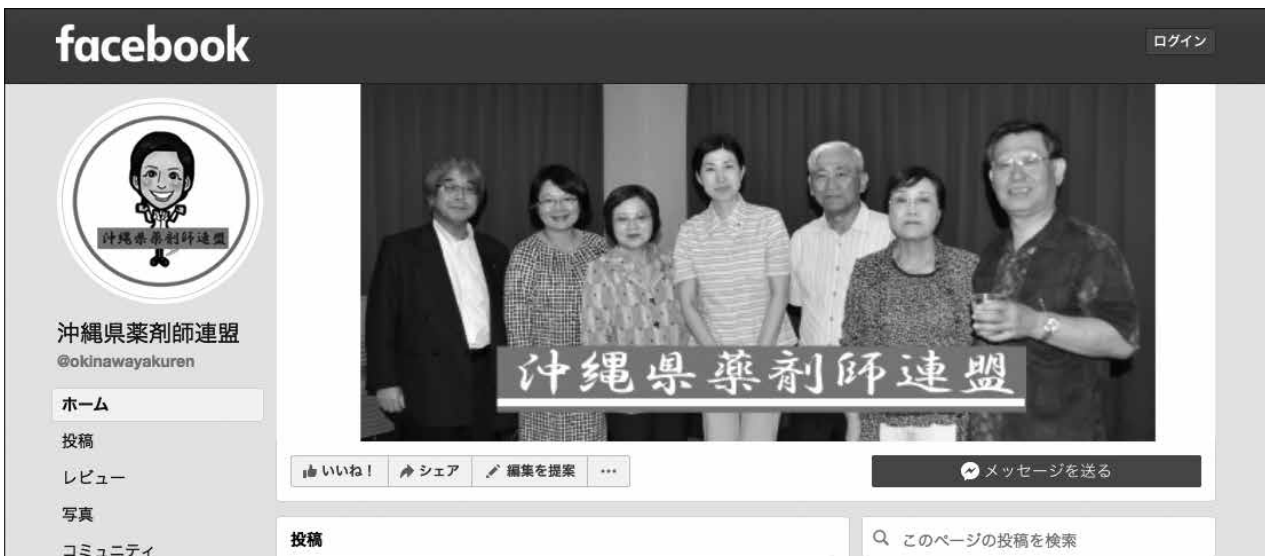 facebook
ログイン
沖縄県薬剤師連盟
沖縄県薬剤師連盟
@okinawayakuren
ホーム
投稿
レビュー
写真
コミュニティ
沖縄県薬剤師連盟
いいね！ シェア 編集を提案 …
メッセージを送る
投稿
このページの投稿を検索